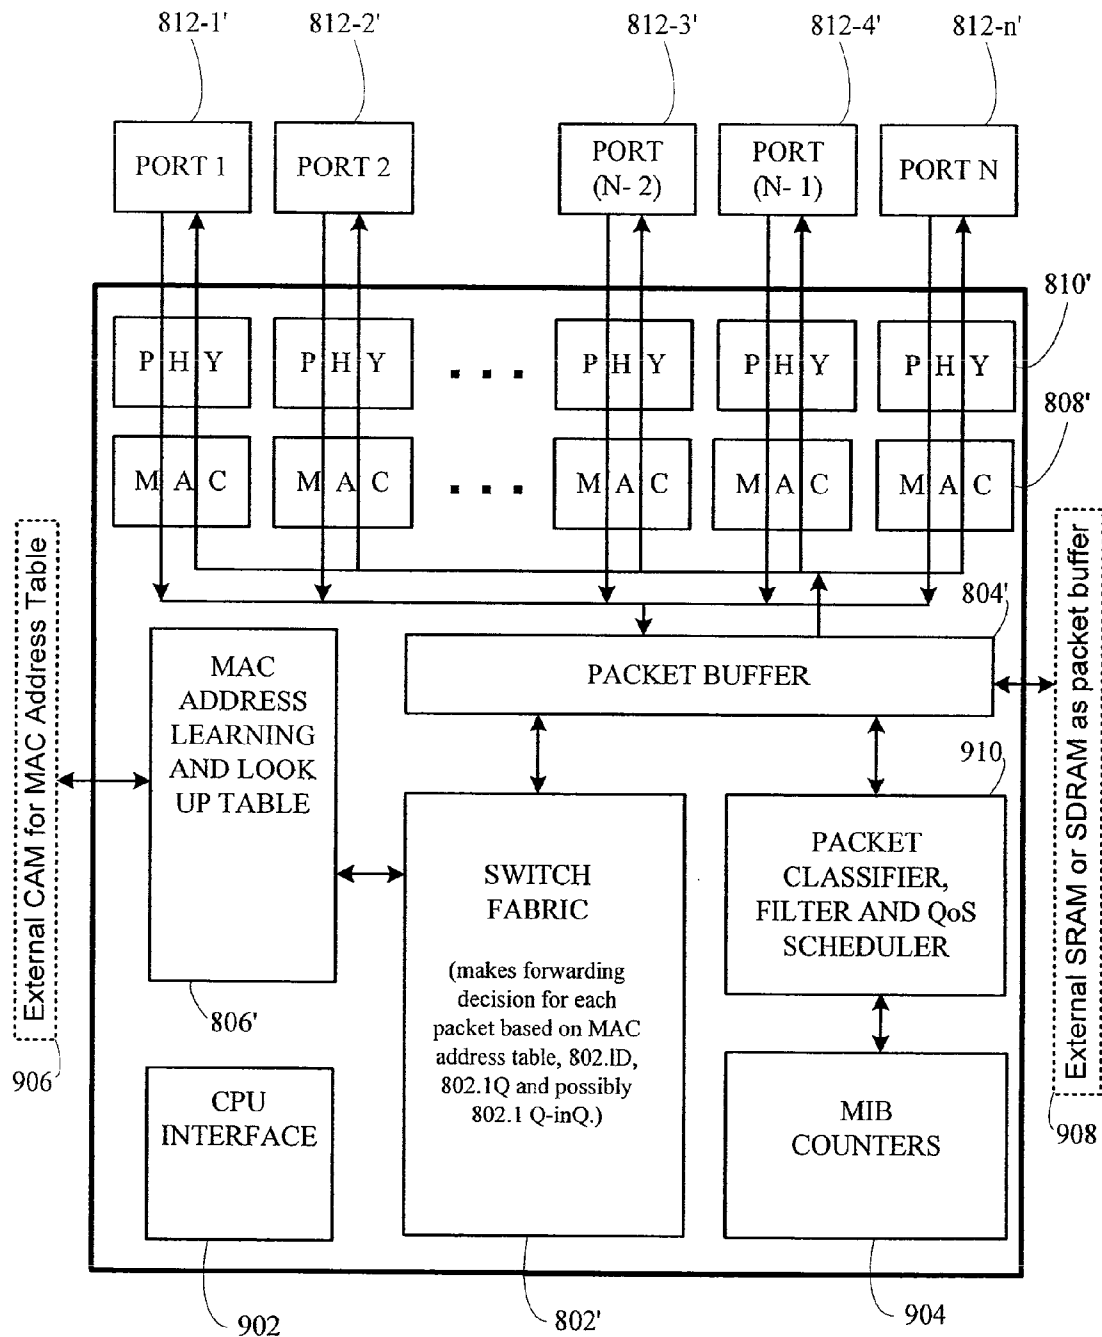 812-1'
812-2'
812-3'
812-4'
812-n'
PORT 1
PORT 2
PORT
(N- 2)
PORT
(N- 1)
PORT N
810'
P H Y
P H Y
. . .
P H Y
P H Y
P H Y
808'
M A C
M A C
. . .
M A C
M A C
M A C
External CAM for MAC Address Table
External SRAM or SDRAM as packet buffer
804'
MAC
ADDRESS
LEARNING
AND LOOK
UP TABLE
PACKET BUFFER
910
SWITCH
FABRIC
(makes forwarding
decision for each
packet based on MAC
address table, 802.lD,
802.1Q and possibly
802.1 Q-inQ.)
PACKET
CLASSIFIER,
FILTER AND QoS
SCHEDULER
806'
906
CPU
INTERFACE
MIB
COUNTERS
908
902
802'
904